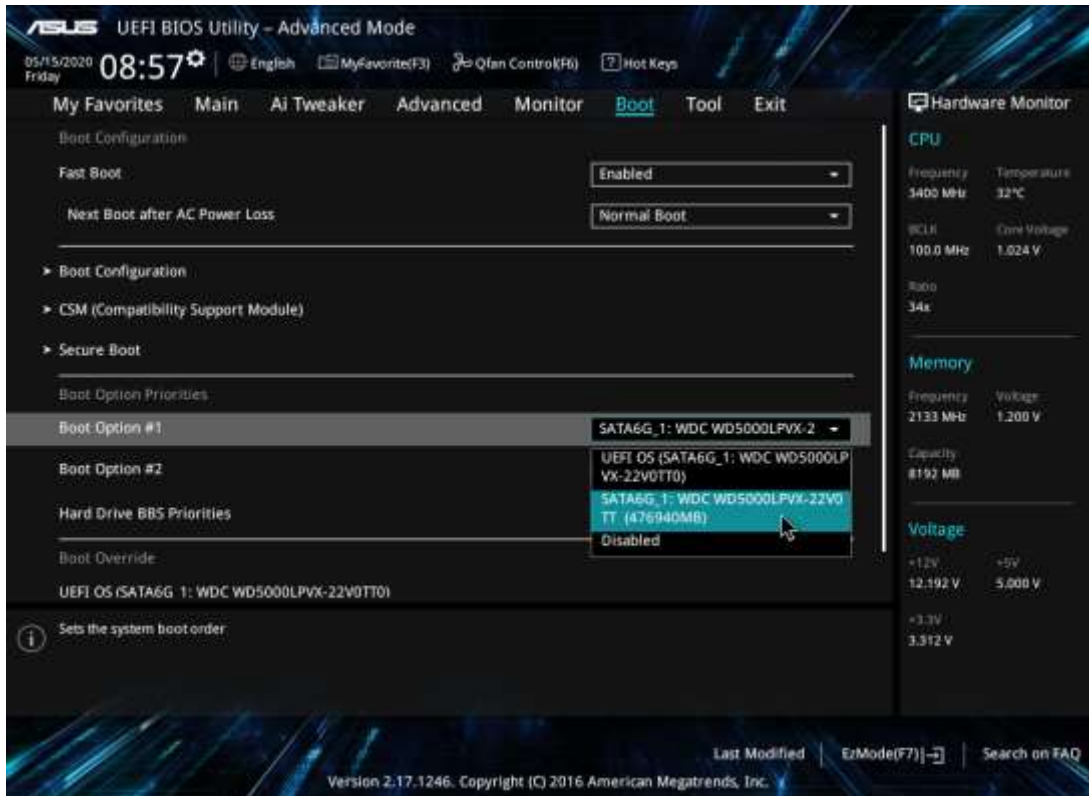 ASUS UEFI BIOS Utility – Advanced Mode
05/15/2020
Friday
08:57
English MyFavorite(F3) Qfan Control(F6) ? Hot Keys
My Favorites Main Ai Tweaker Advanced Monitor Boot Tool Exit
Boot Configuration
Fast Boot Enabled
Next Boot after AC Power Loss Normal Boot
> Boot Configuration
> CSM (Compatibility Support Module)
> Secure Boot
Boot Option Priorities
Boot Option #1 SATA6G_1: WDC WD5000LPVX-2
UEFI OS (SATA6G_1: WDC WD5000LP
VX-22V0TT0)
Boot Option #2
SATA6G_1: WDC WD5000LPVX-22V0
TT (476940MB)
Hard Drive BBS Priorities
Disabled
Boot Override
UEFI OS (SATA6G_1: WDC WD5000LPVX-22V0TT0)
i Sets the system boot order
Hardware Monitor
CPU
Frequency Temperature
3400 MHz 32°C
BCLK Core Voltage
100.0 MHz 1.024 V
Ratio
34x
Memory
Frequency Voltage
2133 MHz 1.200 V
Capacity
8192 MB
Voltage
+12V +5V
12.192 V 5.000 V
+3.3V
3.312 V
Last Modified EzMode(F7) Search on FAQ
Version 2.17.1246. Copyright (C) 2016 American Megatrends, Inc.